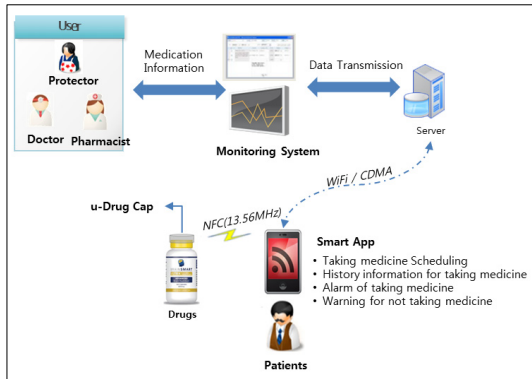 User
Protector
Doctor
Pharmacist
Medication
Information
Monitoring System
Data Transmission
Server
WiFi / CDMA
u-Drug Cap
NFC(13.56MHz)
Drugs
Smart App
• Taking medicine Scheduling
• History information for taking medicine
• Alarm of taking medicine
• Warning for not taking medicine
Patients